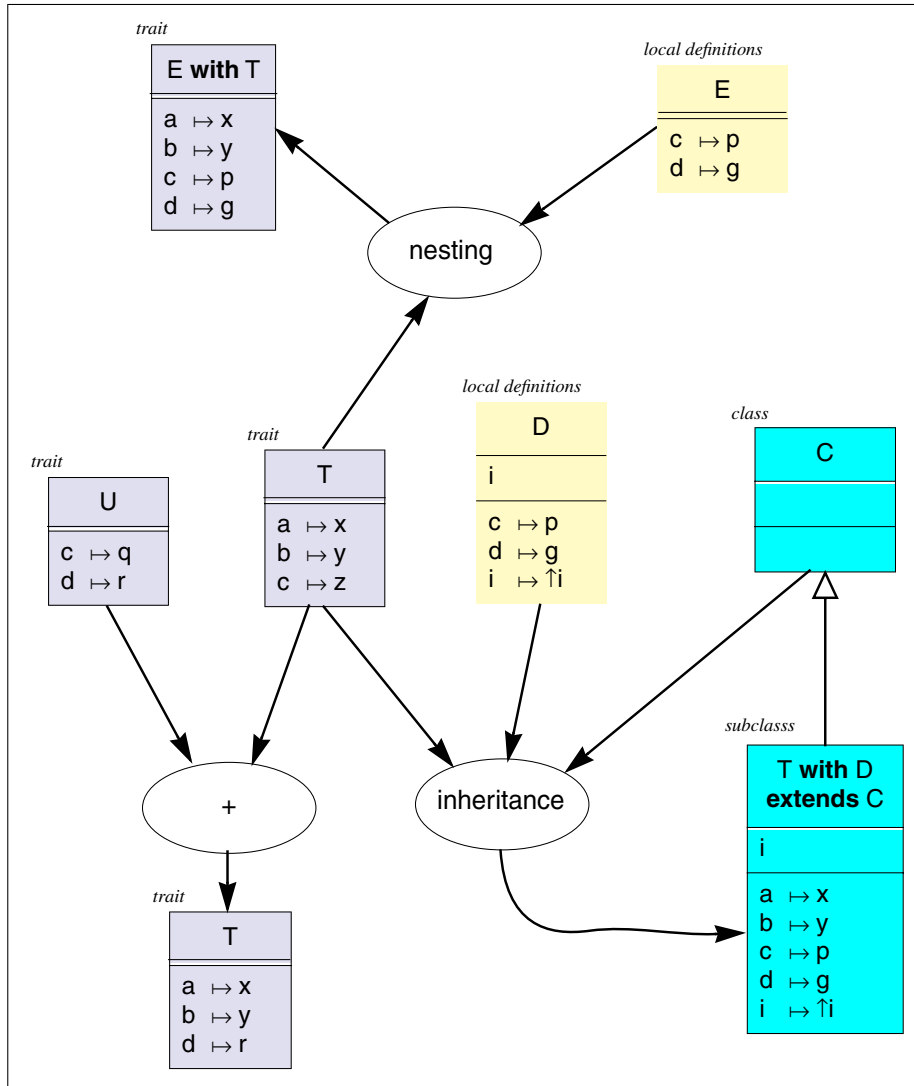 trait
E with T
a ↦ x
b ↦ y
c ↦ p
d ↦ g
local definitions
E
c ↦ p
d ↦ g
nesting
trait
U
c ↦ q
d ↦ r
trait
T
a ↦ x
b ↦ y
c ↦ z
local definitions
D
i
c ↦ p
d ↦ g
i ↦ ↑i
class
C
+
inheritance
subclasss
T with D
extends C
i
a ↦ x
b ↦ y
c ↦ p
d ↦ g
i ↦ ↑i
trait
T
a ↦ x
b ↦ y
d ↦ r